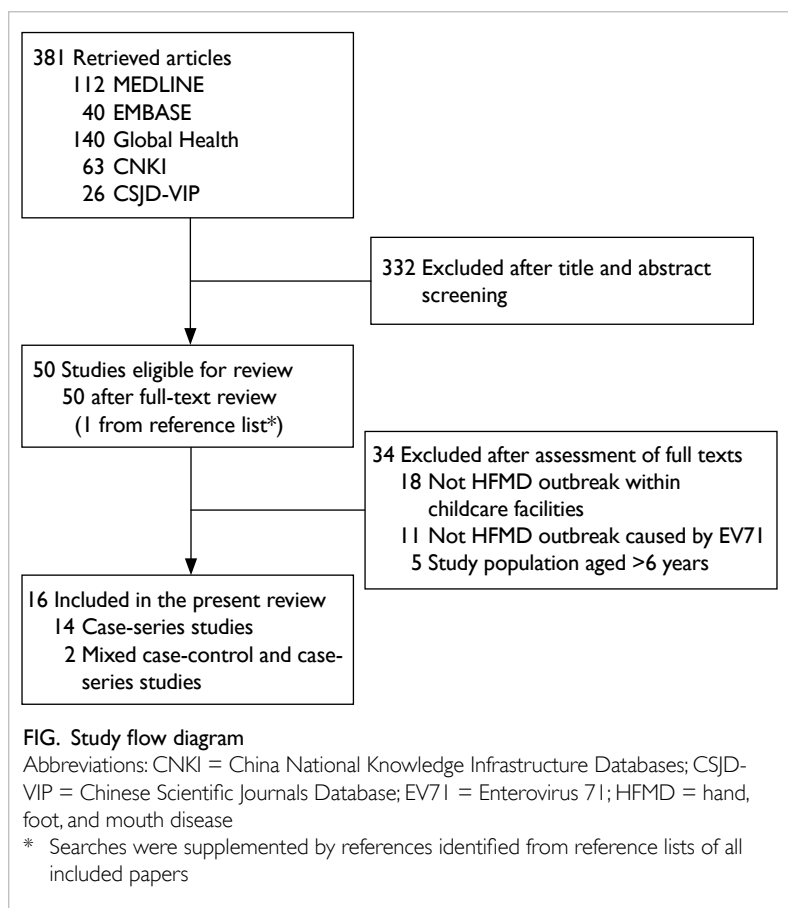 381 Retrieved articles
112 MEDLINE
40 EMBASE
140 Global Health
63 CNKI
26 CSJD-VIP
332 Excluded after title and abstract
screening
50 Studies eligible for review
50 after full-text review
(1 from reference list*)
34 Excluded after assessment of full texts
18 Not HFMD outbreak within
childcare facilities
11 Not HFMD outbreak caused by EV71
5 Study population aged >6 years
16 Included in the present review
14 Case-series studies
2 Mixed case-control and case-
series studies
FIG. Study flow diagram
Abbreviations: CNKI = China National Knowledge Infrastructure Databases; CSJD-
VIP = Chinese Scientific Journals Database; EV71 = Enterovirus 71; HFMD = hand,
foot, and mouth disease
* Searches were supplemented by references identified from reference lists of all
included papers